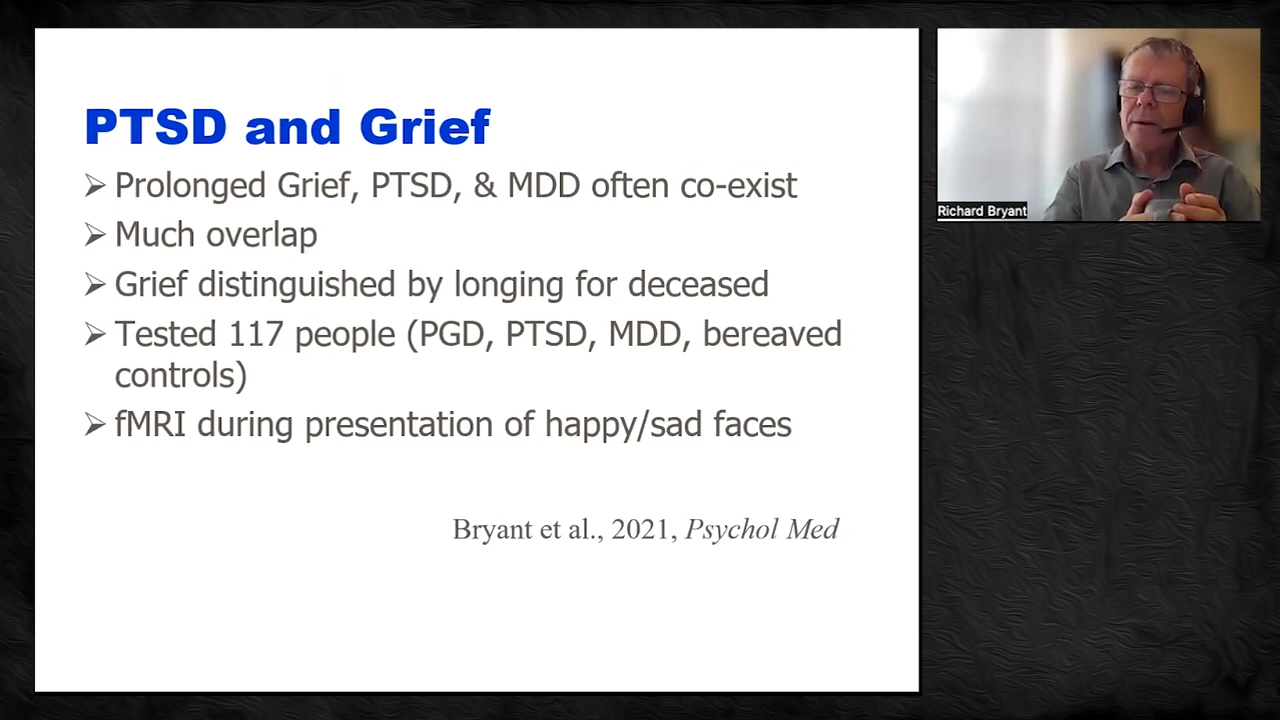 PTSD and Grief
➢ Prolonged Grief, PTSD, & MDD often co-exist
➢ Much overlap
➢ Grief distinguished by longing for deceased
➢ Tested 117 people (PGD, PTSD, MDD, bereaved
controls)
➢ fMRI during presentation of happy/sad faces
Bryant et al., 2021, Psychol Med
Richard Bryant